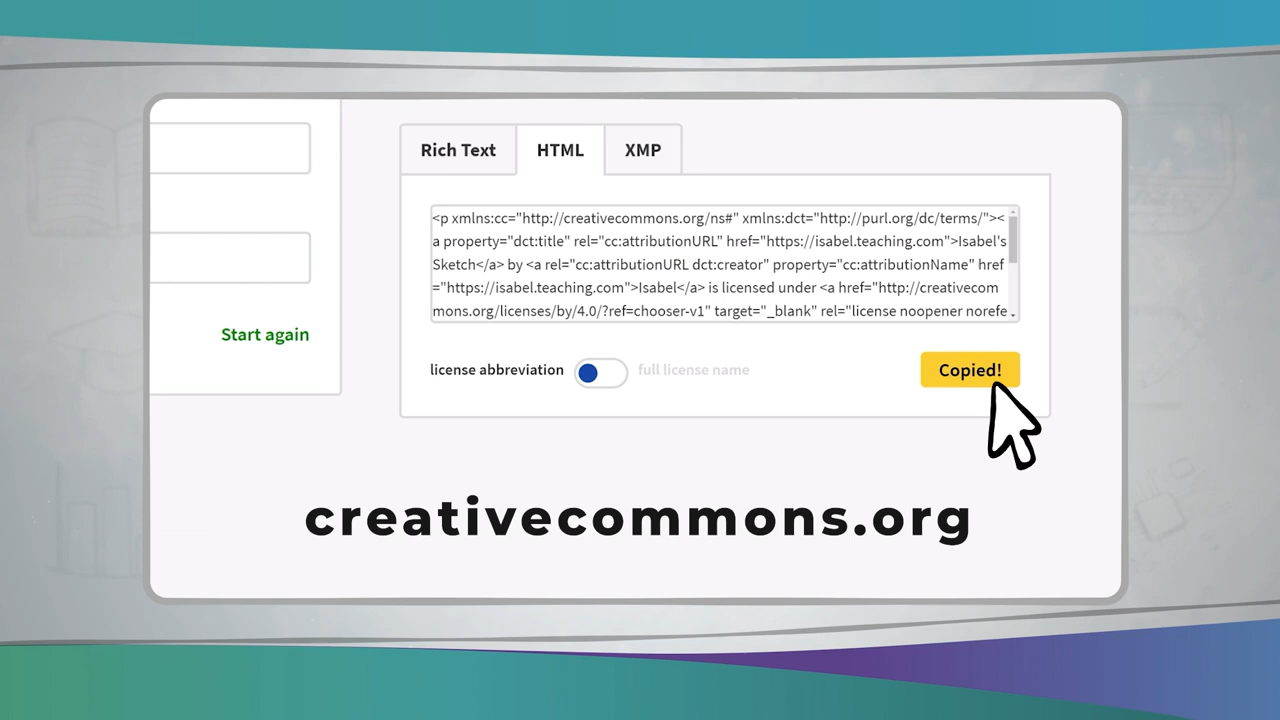 Rich Text
HTML
XMP
<p xmlns:cc="http://creativecommons.org/ns#" xmlns:dct="http://purl.org/dc/terms/"><
a property="dct:title" rel="cc:attributionURL" href="https://isabel.teaching.com">Isabel's
Sketch</a> by <a rel="cc:attributionURL dct:creator" property="cc:attributionName" href
="https://isabel.teaching.com">Isabel</a> is licensed under <a href="http://creativecom
mons.org/licenses/by/4.0/?ref=chooser-v1" target="_blank" rel="license noopener norefe
Start again
license abbreviation
full license name
Copied!
creativecommons.org